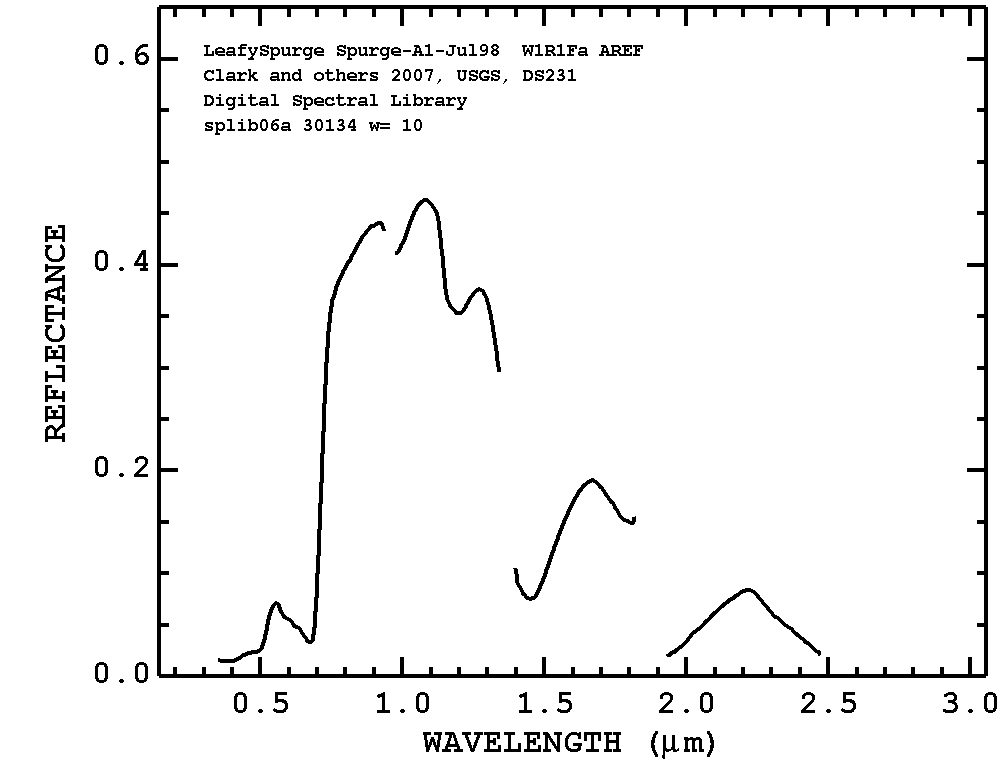 LeafySpurge Spurge-A1-Jul98  W1R1Fa AREF
Clark and others 2007, USGS, DS231
Digital Spectral Library
splib06a 30134 w= 10
REFLECTANCE
0.6
0.4
0.2
0.0
0.5 1.0 1.5 2.0 2.5 3.0
WAVELENGTH (μm)